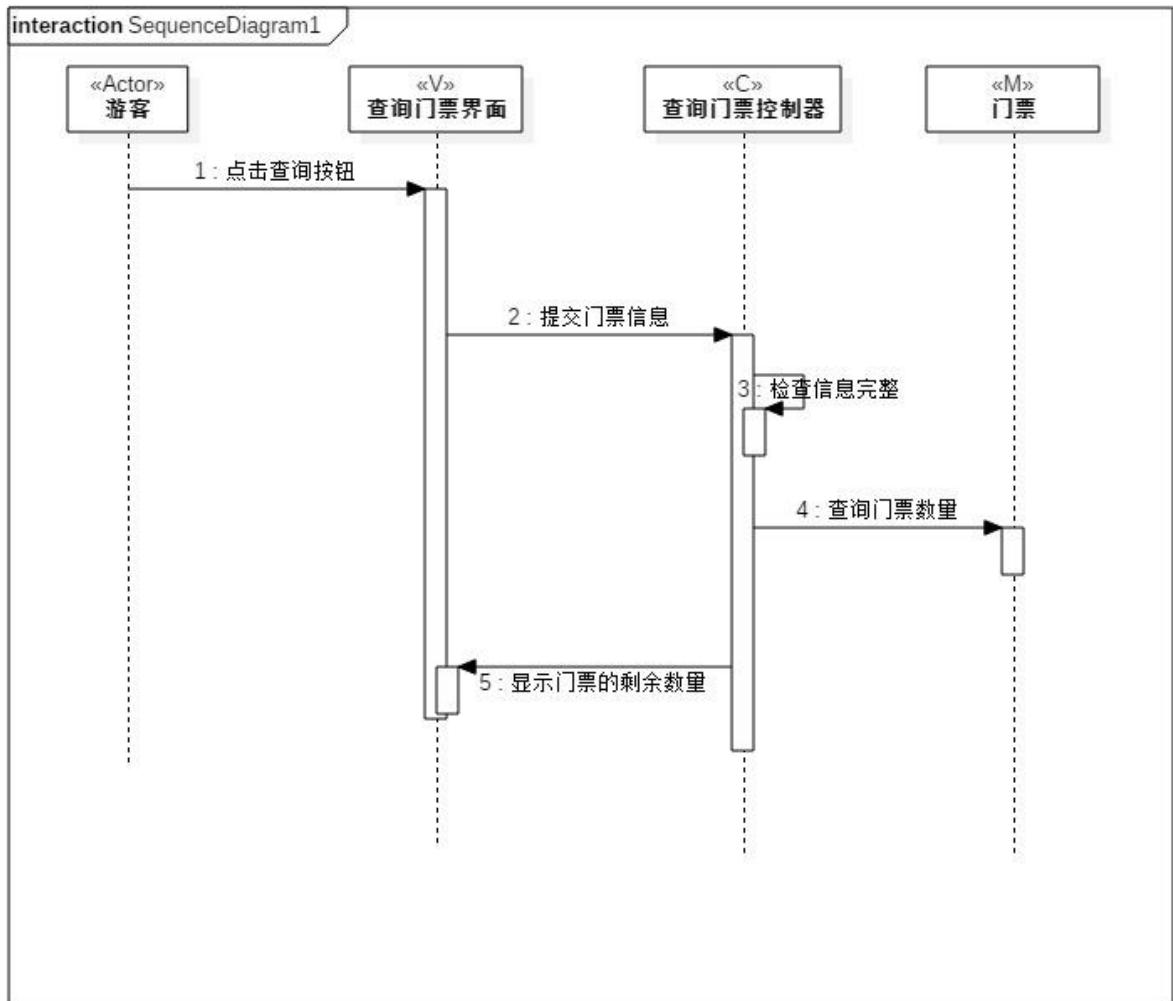 interaction SequenceDiagram1
«Actor»
游客
«V»
查询门票界面
«C»
查询门票控制器
«M»
门票
1 : 点击查询按钮
2 : 提交门票信息
3 : 检查信息完整
4 : 查询门票数量
5 : 显示门票的剩余数量